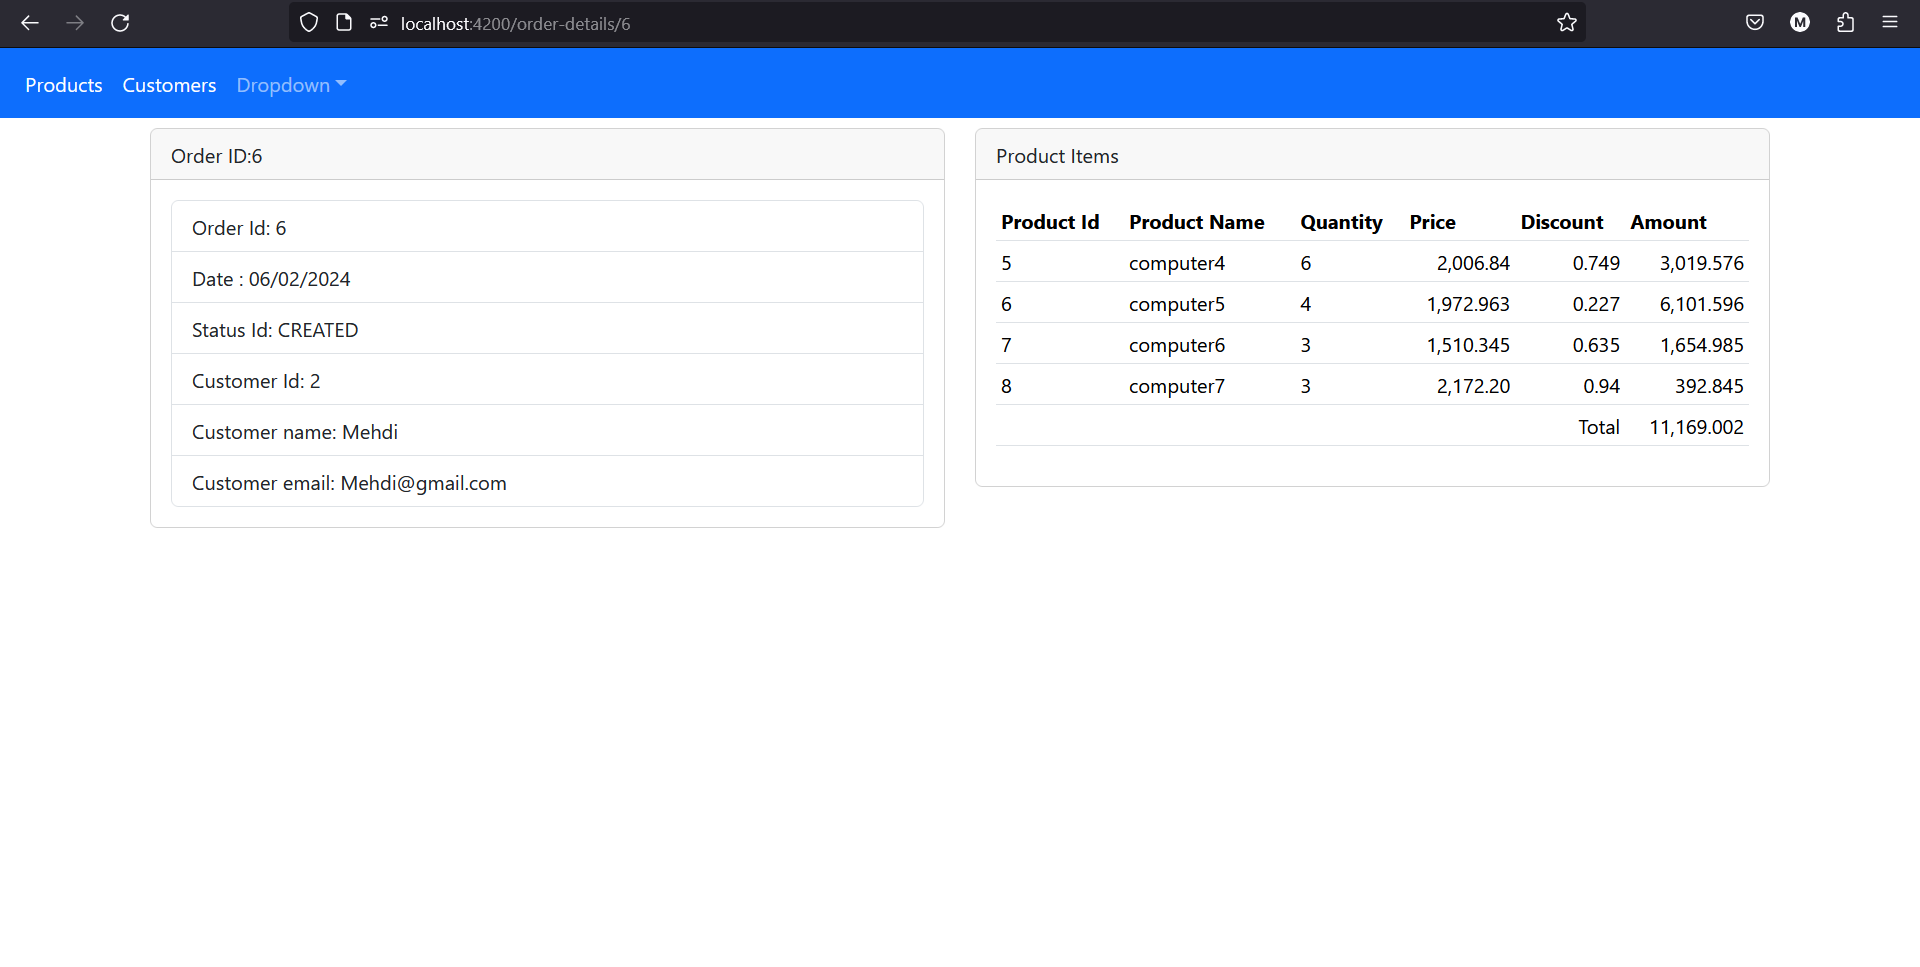 localhost:4200/order-details/6
M
Products Customers Dropdown
Order ID:6
Order Id: 6
Date : 06/02/2024
Status Id: CREATED
Customer Id: 2
Customer name: Mehdi
Customer email: Mehdi@gmail.com
Product Items
Product Id Product Name Quantity Price Discount Amount
5 computer4 6 2,006.84 0.749 3,019.576
6 computer5 4 1,972.963 0.227 6,101.596
7 computer6 3 1,510.345 0.635 1,654.985
8 computer7 3 2,172.20 0.94 392.845
Total 11,169.002